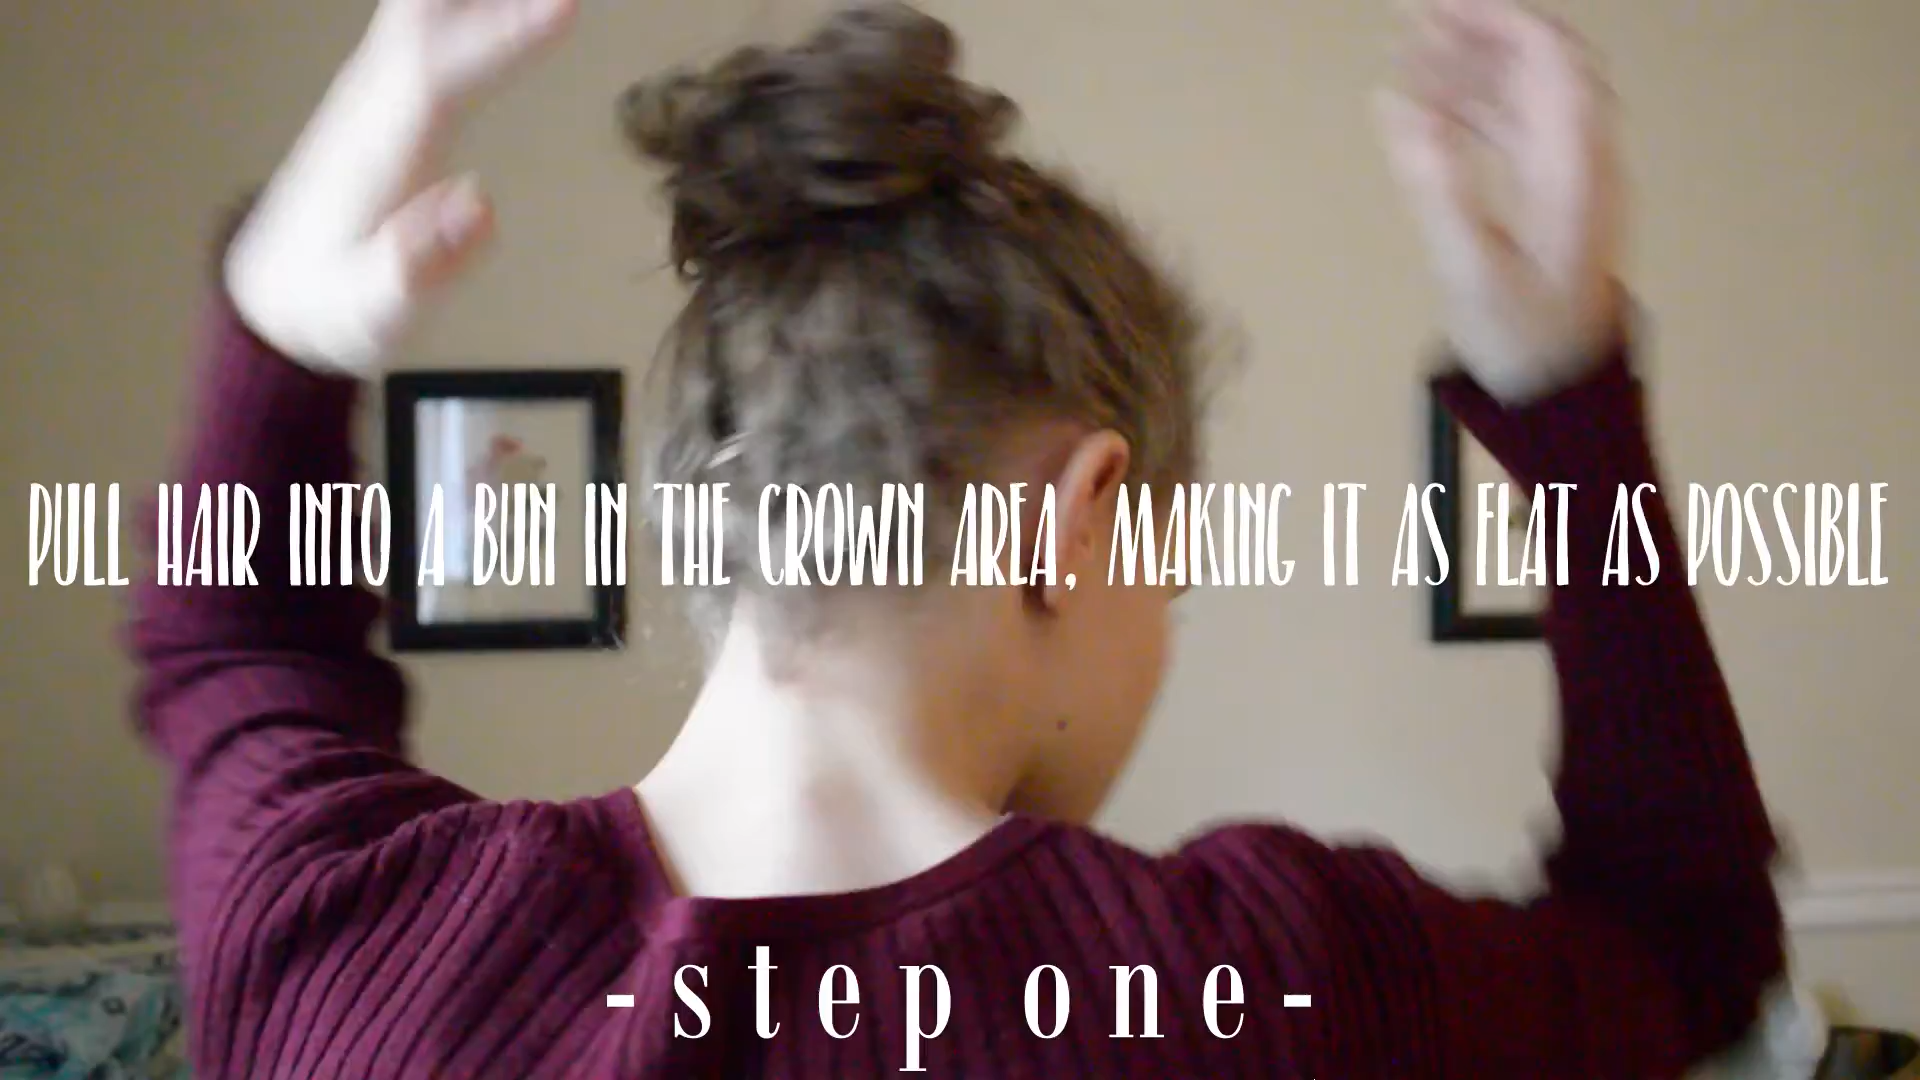 PULL HAIR INTO A BUN IN THE CROWN AREA, MAKING IT AS FLAT AS POSSIBLE
-step one-